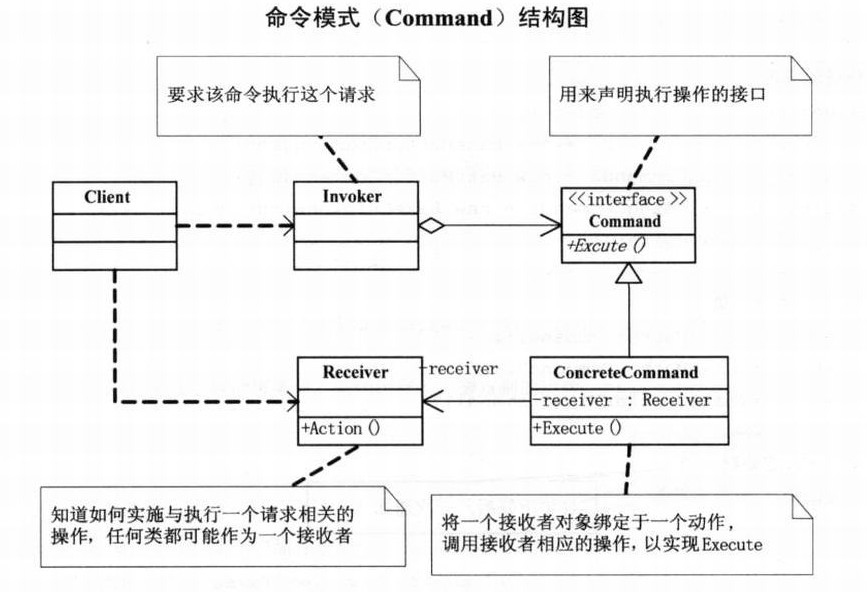 命令模式（Command）结构图
要求该命令执行这个请求
用来声明执行操作的接口
Client
Invoker
<<interface >>
Command
+Excute ()
Receiver
+Action ()
-receiver
ConcreteCommand
-receiver : Receiver
+Execute ()
知道如何实施与执行一个请求相关的
操作，任何类都可能作为一个接收者
将一个接收者对象绑定于一个动作，
调用接收者相应的操作，以实现Execute